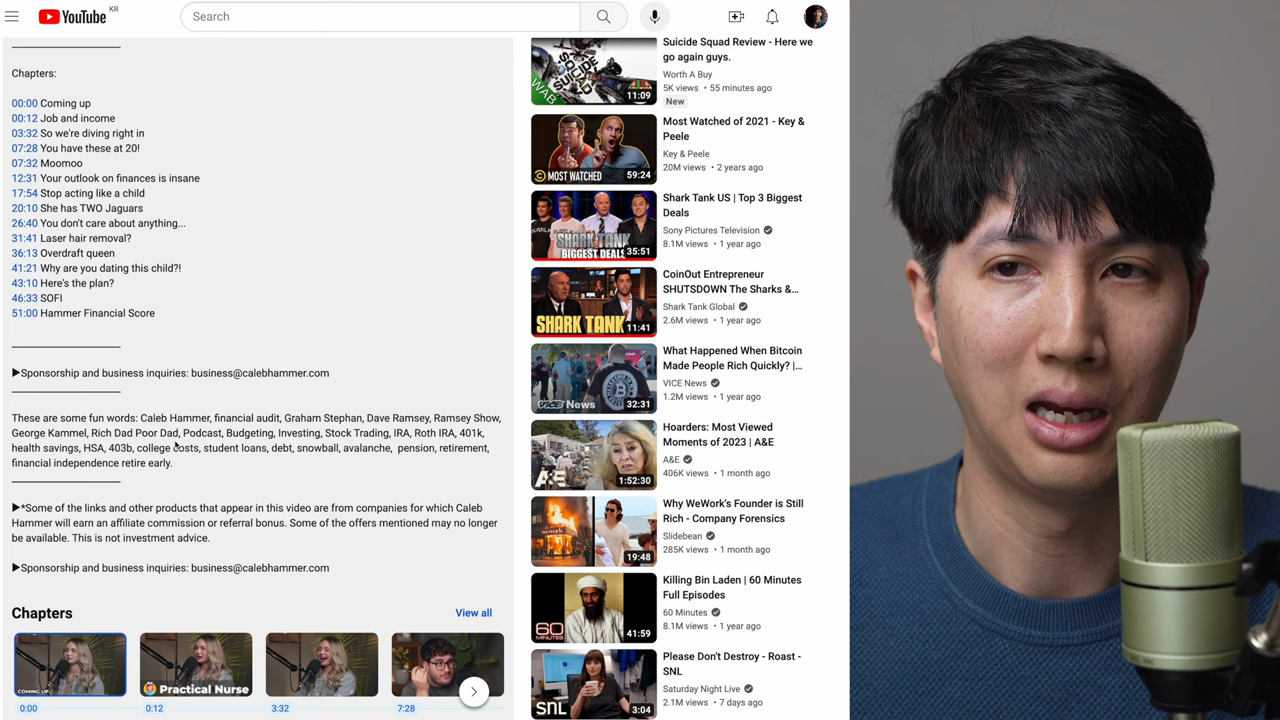 YouTube KR
Search
Chapters:
00:00 Coming up
00:12 Job and income
03:32 So we're diving right in
07:28 You have these at 20!
07:32 Moomoo
12:31 Your outlook on finances is insane
17:54 Stop acting like a child
20:10 She has TWO Jaguars
26:40 You don't care about anything...
31:41 Laser hair removal?
36:13 Overdraft queen
41:21 Why are you dating this child?!
43:10 Here's the plan?
46:33 SOFI
51:00 Hammer Financial Score
▶Sponsorship and business inquiries: business@calebhammer.com
These are some fun words: Caleb Hammer, financial audit, Graham Stephan, Dave Ramsey, Ramsey Show,
George Kammel, Rich Dad Poor Dad, Podcast, Budgeting, Investing, Stock Trading, IRA, Roth IRA, 401k,
health savings, HSA, 403b, college costs, student loans, debt, snowball, avalanche, pension, retirement,
financial independence retire early.
▶*Some of the links and other products that appear in this video are from companies for which Caleb
Hammer will earn an affiliate commission or referral bonus. Some of the offers mentioned may no longer
be available. This is not investment advice.
▶Sponsorship and business inquiries: business@calebhammer.com
Chapters
View all
COMING UP
Practical Nurse
0:00
0:12
3:32
7:28
SUICIDE SQUAD
WAB
11:09
Suicide Squad Review - Here we
go again guys.
Worth A Buy
5K views • 55 minutes ago
New
MOST WATCHED
59:24
Most Watched of 2021 - Key &
Peele
Key & Peele
20M views • 2 years ago
SHARK TANK
BIGGEST DEALS
35:51
Shark Tank US | Top 3 Biggest
Deals
Sony Pictures Television
8.1M views • 1 year ago
SHARK TANK
11:41
CoinOut Entrepreneur
SHUTSDOWN The Sharks &...
Shark Tank Global
2.6M views • 1 year ago
VICE News
32:31
What Happened When Bitcoin
Made People Rich Quickly? |...
VICE News
1.2M views • 1 year ago
A&E
1:52:30
Hoarders: Most Viewed
Moments of 2023 | A&E
A&E
406K views • 1 month ago
wework
19:48
Why WeWork's Founder is Still
Rich - Company Forensics
Slidebean
285K views • 1 month ago
60
MINUTES
41:59
Killing Bin Laden | 60 Minutes
Full Episodes
60 Minutes
8.1M views • 1 year ago
SNL
3:04
Please Don't Destroy - Roast -
SNL
Saturday Night Live
2.1M views • 7 days ago